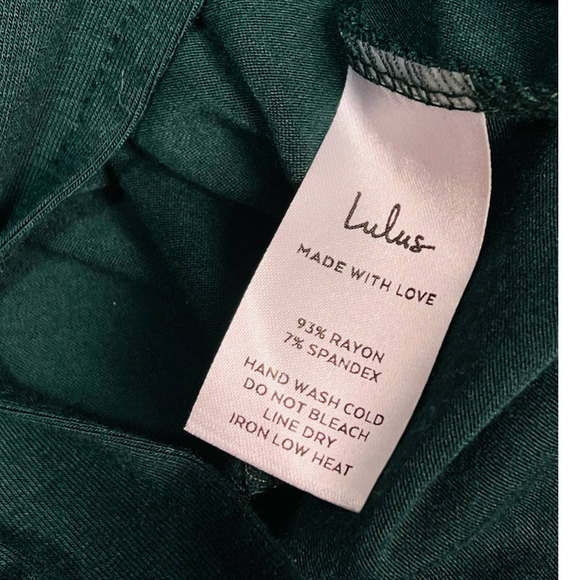 Lulus
MADE WITH LOVE
93% RAYON
7% SPANDEX
HAND WASH COLD
DO NOT BLEACH
LINE DRY
IRON LOW HEAT